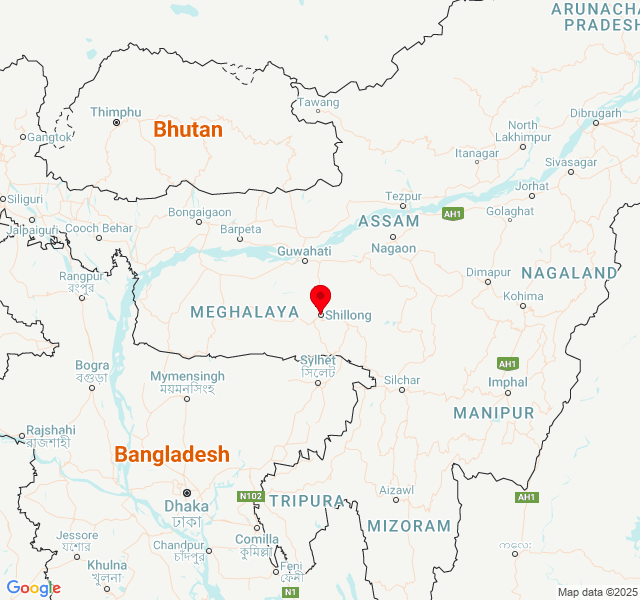 ARUNACHA
PRADESH
Tawang
Thimphu
Bhutan
Dibrugarh
North
Lakhimpur
Gangtok
Itanagar
Sivasagar
Siliguri
Jorhat
Tezpur
Bongaigaon
ASSAM
AH1
Golaghat
Jalpaiguri
Cooch Behar
Barpeta
Nagaon
Guwahati
Dimapur
NAGALAND
Rangpur
রংপুর
Kohima
MEGHALAYA
Shillong
Sylhet
সিলেট
AH1
Bogra
বগুড়া
Mymensingh
ময়মনসিংহ
Silchar
Imphal
MANIPUR
Rajshahi
রাজশাহী
Bangladesh
Dhaka
ঢাকা
N102
TRIPURA
Aizawl
AH1
MIZORAM
Jessore
যশোর
Comilla
কুমিল্লা
Chandpur
চাঁদপুর
ကလေး
Khulna
খুলনা
Feni
ফেনী
Google
N1
Map data ©2025